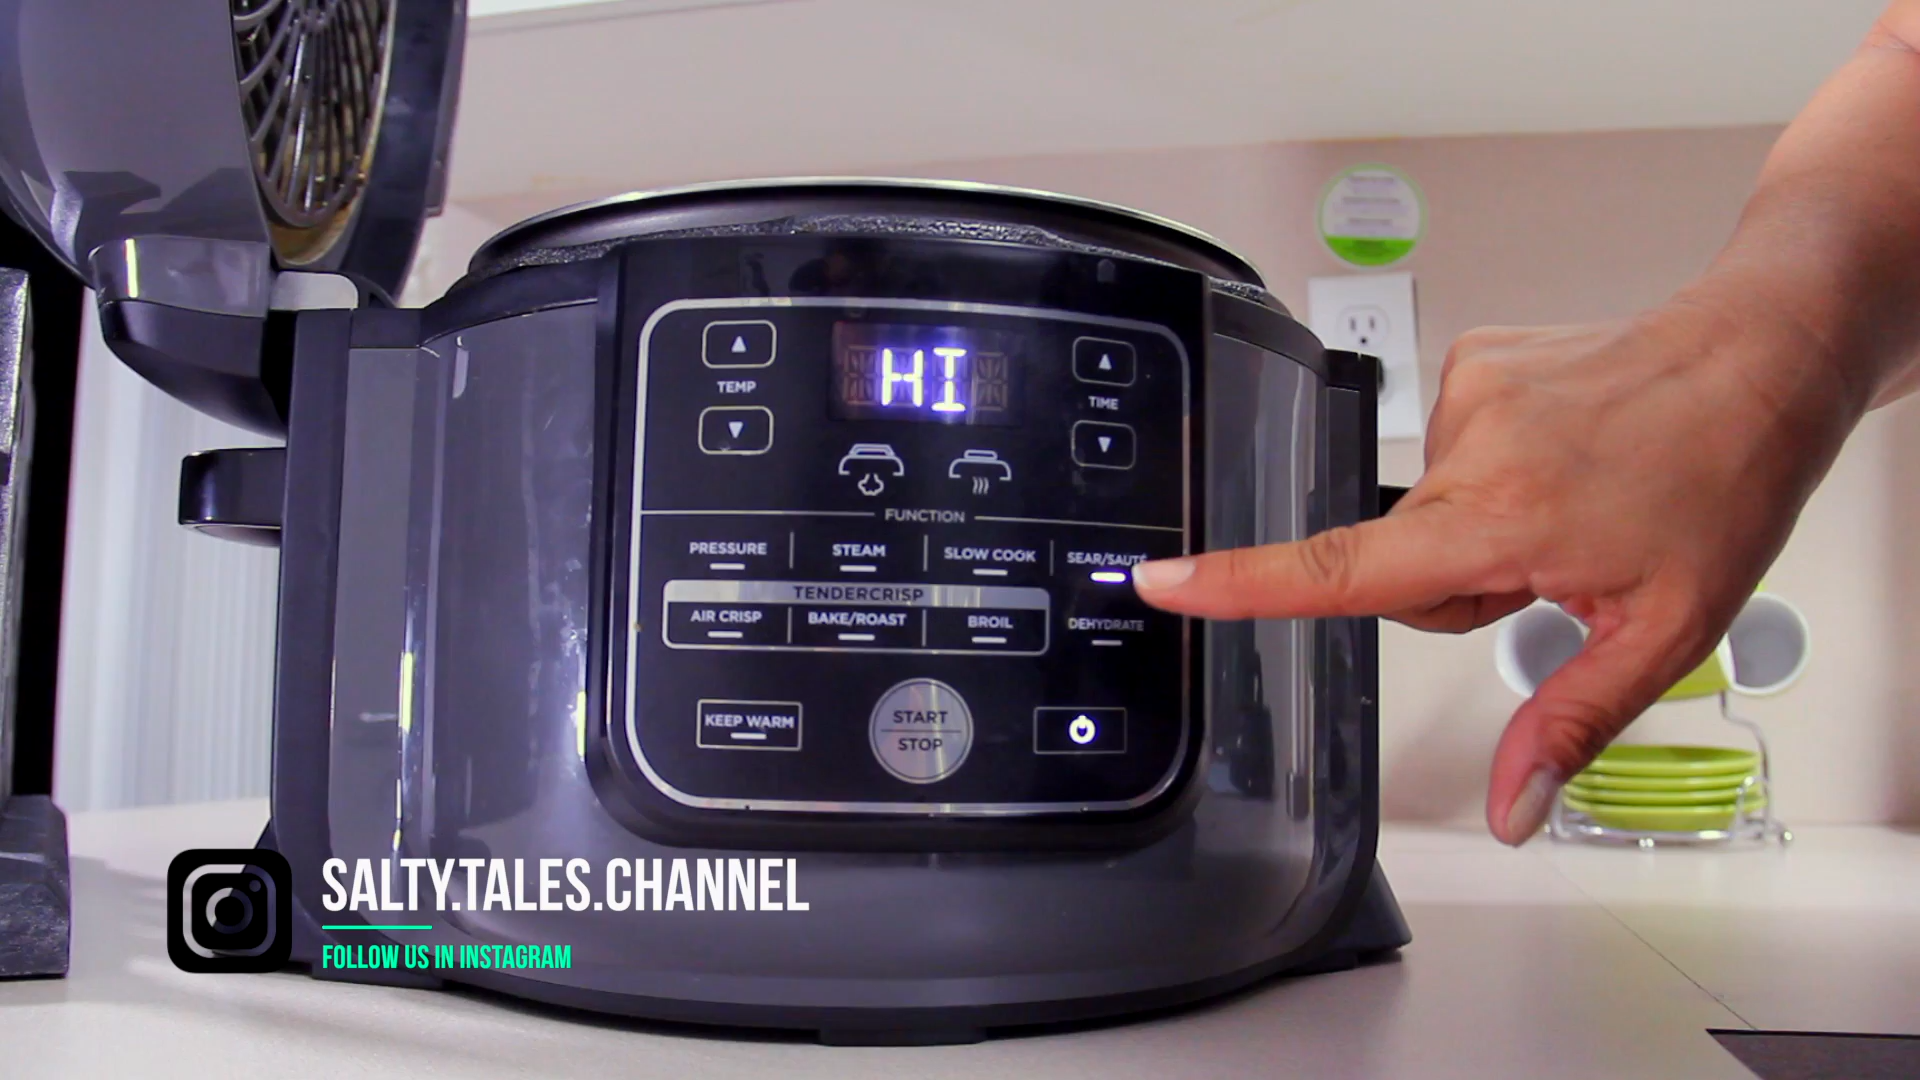 HI
TEMP
TIME
FUNCTION
PRESSURE
STEAM
SLOW COOK
SEAR/SAUTÉ
TENDERCRISP
AIR CRISP
BAKE/ROAST
BROIL
DEHYDRATE
KEEP WARM
START
STOP
SALTY.TALES.CHANNEL
FOLLOW US IN INSTAGRAM